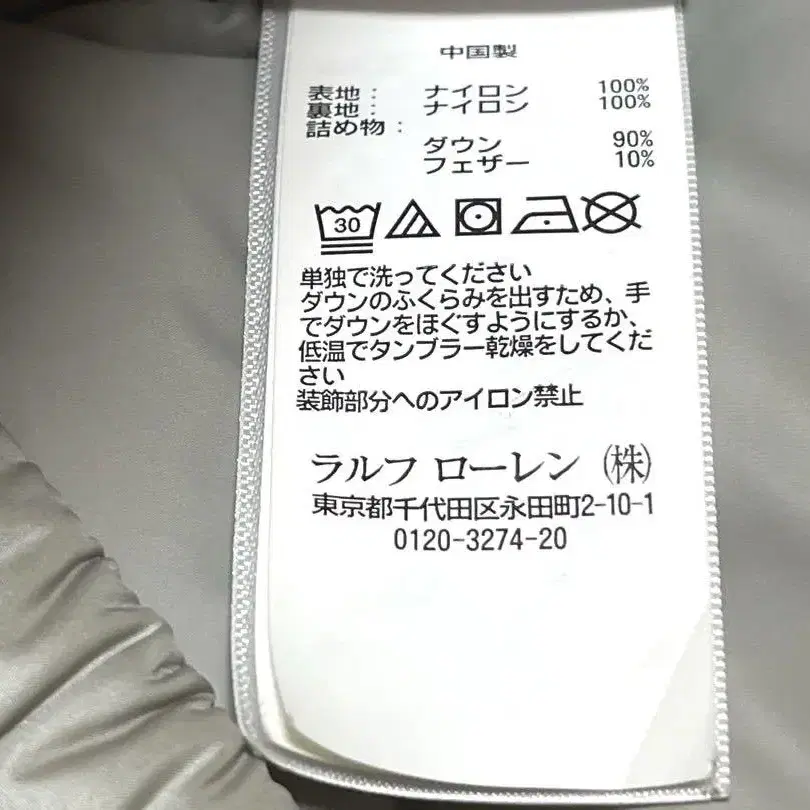 中国製
表地： ナイロン 100%
裏地： ナイロン 100%
詰め物：
ダウン 90%
フェザー 10%
30
単独で洗ってください
ダウンのふくらみを出すため、手
でダウンをほぐすようにするか、
低温でタンブラー乾燥をしてくだ
さい
装飾部分へのアイロン禁止
ラルフ ローレン ㈱
東京都千代田区永田町2-10-1
0120-3274-20